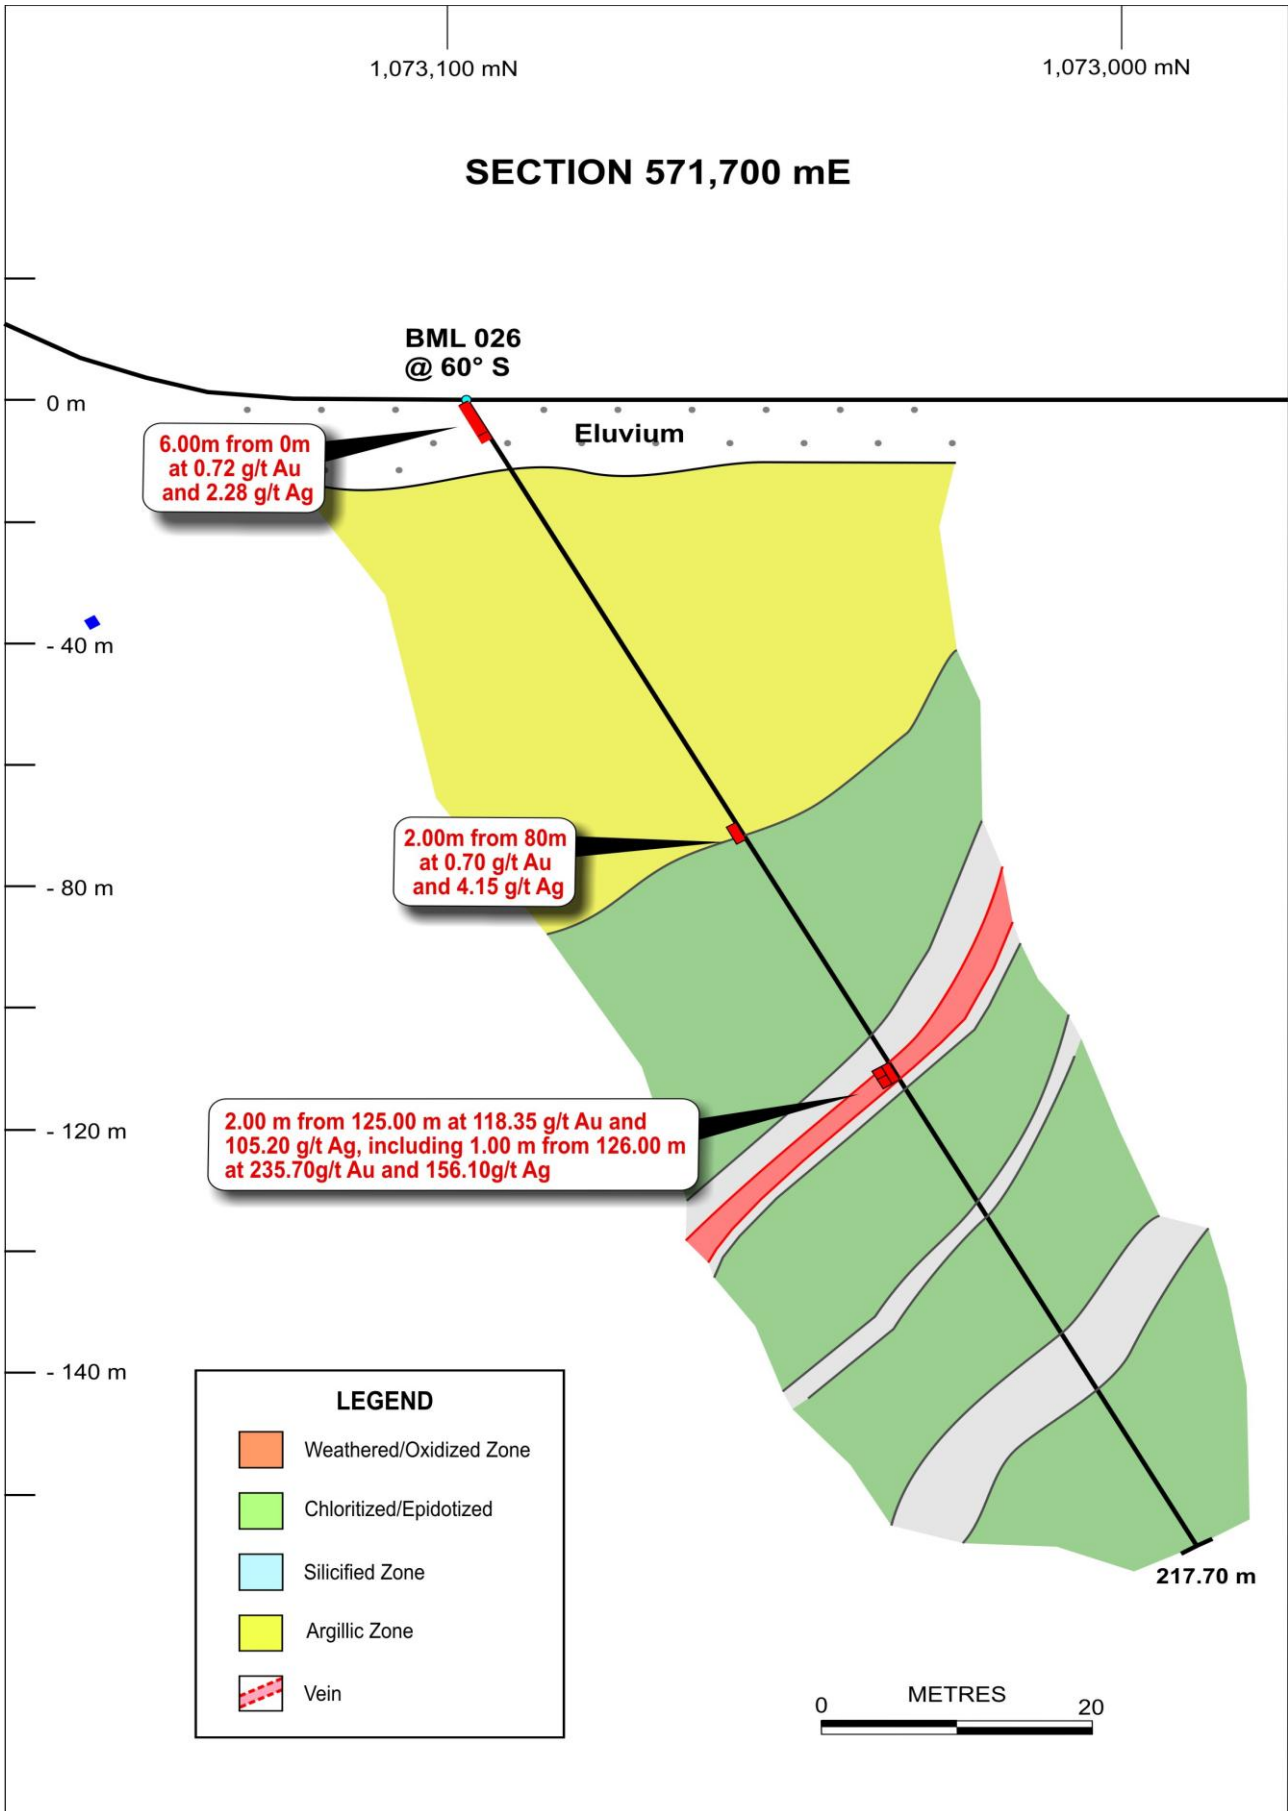 1,073,100 mN
1,073,000 mN
SECTION 571,700 mE
BML 026
@ 60° S
0 m
Eluvium
6.00m from 0m
at 0.72 g/t Au
and 2.28 g/t Ag
- 40 m
2.00m from 80m
at 0.70 g/t Au
and 4.15 g/t Ag
- 80 m
2.00 m from 125.00 m at 118.35 g/t Au and
105.20 g/t Ag, including 1.00 m from 126.00 m
at 235.70g/t Au and 156.10g/t Ag
- 120 m
- 140 m
LEGEND
Weathered/Oxidized Zone
Chloritized/Epidotized
Silicified Zone
Argillic Zone
Vein
217.70 m
0 METRES 20